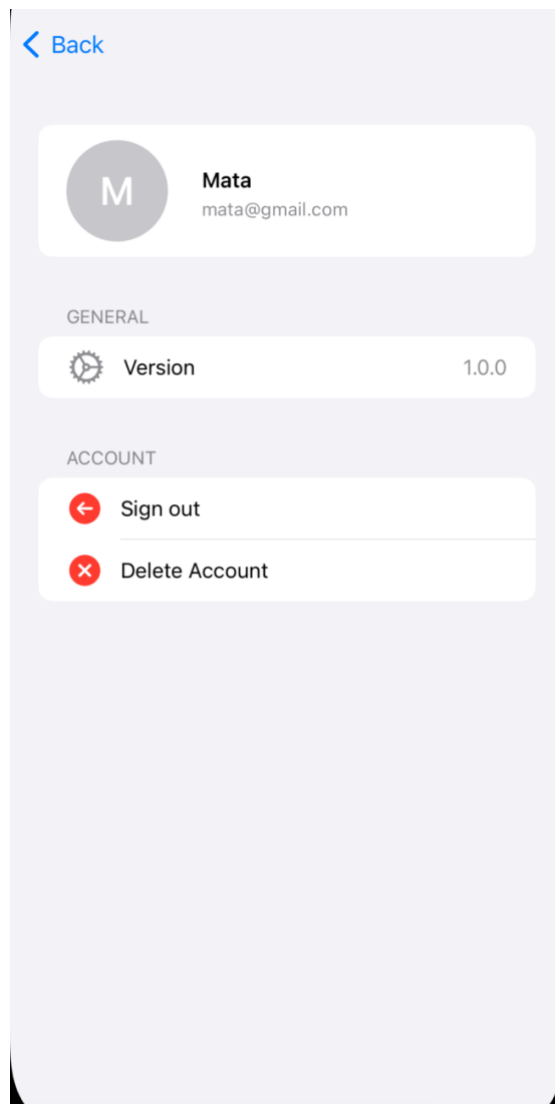 Back
M
Mata
mata@gmail.com
GENERAL
Version 1.0.0
ACCOUNT
Sign out
Delete Account